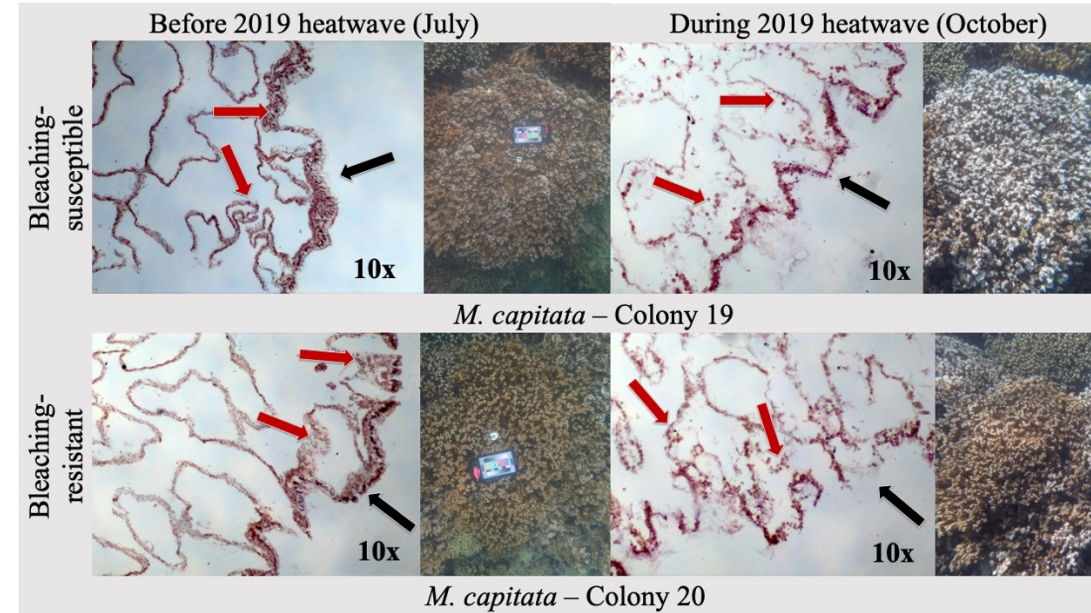 Before 2019 heatwave (July)
During 2019 heatwave (October)
Bleaching-
susceptible
10x
10x
M. capitata – Colony 19
Bleaching-
resistant
10x
10x
M. capitata – Colony 20